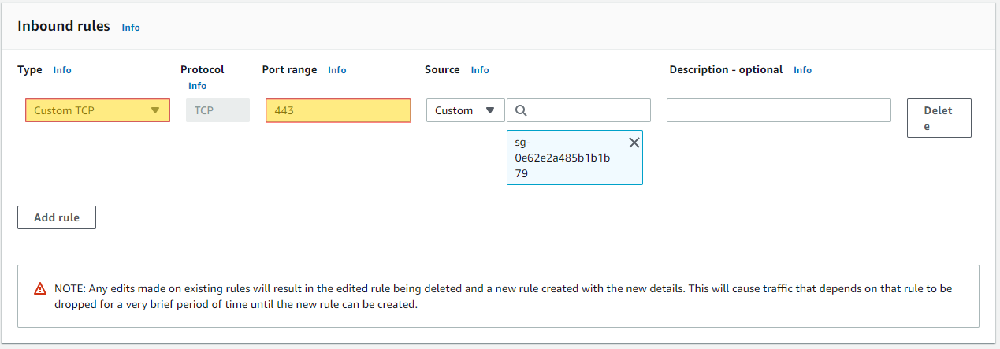 Inbound rules Info
Type Info Protocol Info Port range Info Source Info Description - optional Info
Custom TCP TCP 443 Custom Delet
e
sg-
0e62e2a485b1b1b
79
Add rule
NOTE: Any edits made on existing rules will result in the edited rule being deleted and a new rule created with the new details. This will cause traffic that depends on that rule to be
dropped for a very brief period of time until the new rule can be created.